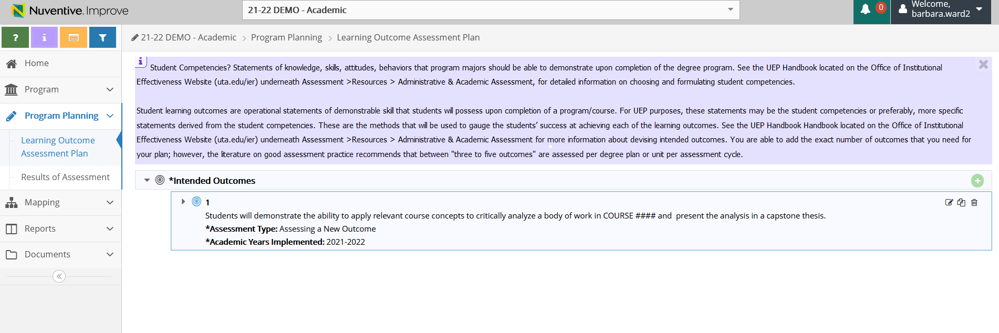 Nuventive Improve
21-22 DEMO - Academic
0
Welcome,
barbara.ward2
? i
21-22 DEMO - Academic > Program Planning > Learning Outcome Assessment Plan
Home
Program
Program Planning
Learning Outcome
Assessment Plan
Results of Assessment
Mapping
Reports
Documents
i
Student Competencies? Statements of knowledge, skills, attitudes, behaviors that program majors should be able to demonstrate upon completion of the degree program. See the UEP Handbook located on the Office of Institutional
Effectiveness Website (uta.edu/ier) underneath Assessment >Resources > Administrative & Academic Assessment, for detailed information on choosing and formulating student competencies.
Student learning outcomes are operational statements of demonstrable skill that students will possess upon completion of a program/course. For UEP purposes, these statements may be the student competencies or preferably, more specific
statements derived from the student competencies. These are the methods that will be used to gauge the students’ success at achieving each of the learning outcomes. See the UEP Handbook Handbook located on the Office of Institutional
Effectiveness Website (uta.edu/ier) underneath Assessment >Resources > Administrative & Academic Assessment for more information about devising intended outcomes. You are able to add the exact number of outcomes that you need for
your plan; however, the literature on good assessment practice recommends that between "three to five outcomes" are assessed per degree plan or unit per assessment cycle.
*Intended Outcomes
1
Students will demonstrate the ability to apply relevant course concepts to critically analyze a body of work in COURSE #### and  present the analysis in a capstone thesis.
*Assessment Type: Assessing a New Outcome
*Academic Years Implemented: 2021-2022